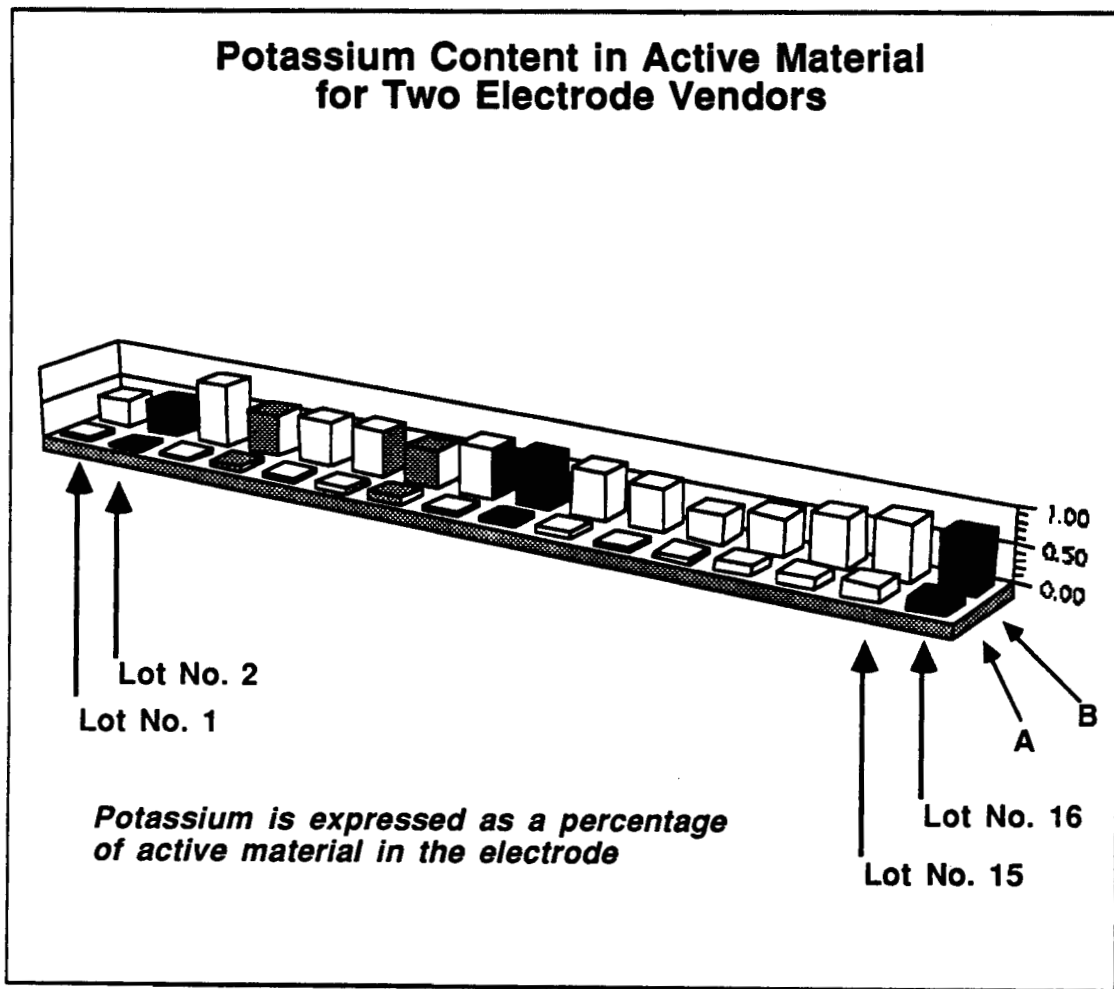 Potassium Content in Active Material
for Two Electrode Vendors
1.00
0.50
0.00
Lot No. 2
Lot No. 1
B
A
Lot No. 16
Lot No. 15
Potassium is expressed as a percentage
of active material in the electrode